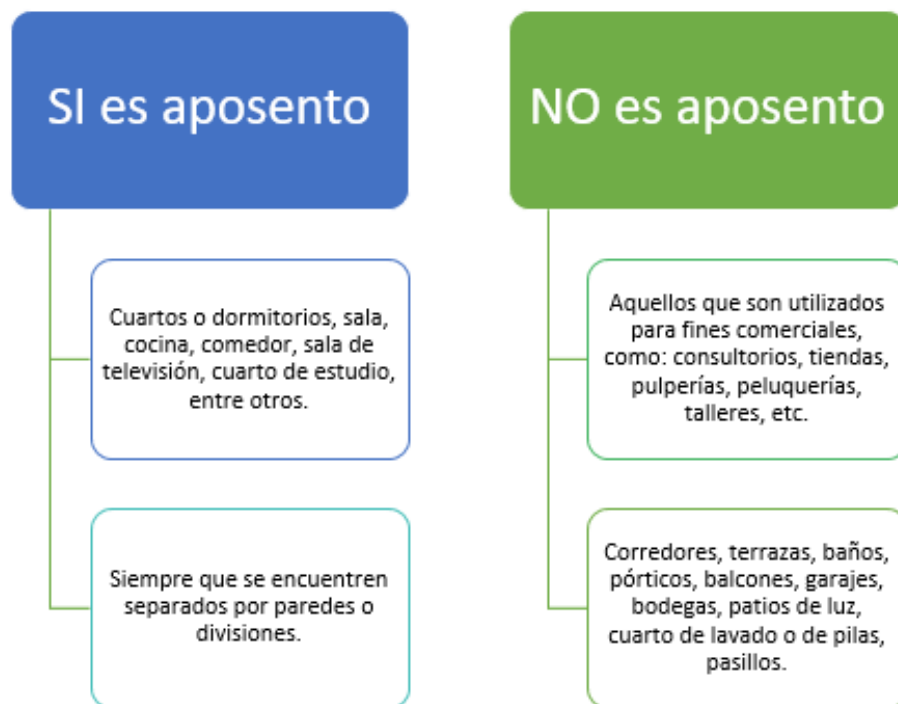 SI es aposento
Cuartos o dormitorios, sala,
cocina, comedor, sala de
televisión, cuarto de estudio,
entre otros.
Siempre que se encuentren
separados por paredes o
divisiones.
NO es aposento
Aquellos que son utilizados
para fines comerciales,
como: consultorios, tiendas,
pulperías, peluquerías,
talleres, etc.
Corredores, terrazas, baños,
pórticos, balcones, garajes,
bodegas, patios de luz,
cuarto de lavado o de pilas,
pasillos.